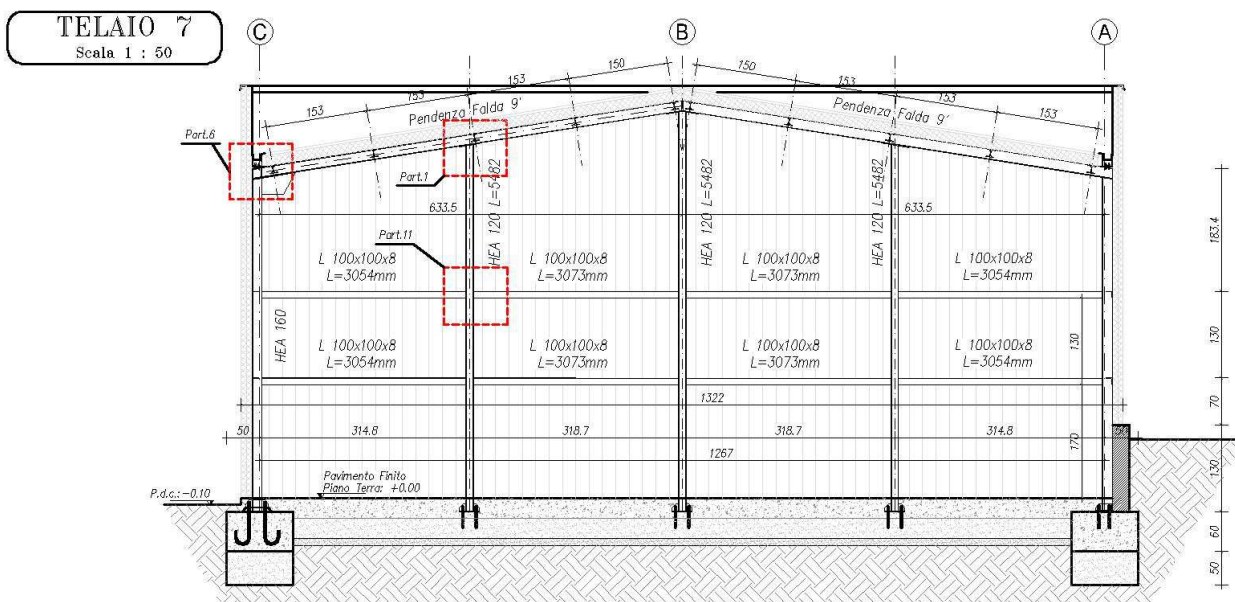 TELAIO 7
Scala 1 : 50
C
B
A
153
153
153
150
150
153
153
153
Pendenza Falda 9'
Pendenza Falda 9'
Part.6
Part.1
Part.11
633.5
633.5
HEA 120 L=5482
HEA 120 L=5482
HEA 120 L=5482
HEA 160
L 100x100x8
L=3054mm
L 100x100x8
L=3073mm
L 100x100x8
L=3073mm
L 100x100x8
L=3054mm
L 100x100x8
L=3054mm
L 100x100x8
L=3073mm
L 100x100x8
L=3073mm
L 100x100x8
L=3054mm
1322
50
314.8
318.7
318.7
314.8
50
1267
Pavimento Finito
Piano Terra: +0.00
P.d.c.:-0.10
130
170
183.4
130
70
130
60
50